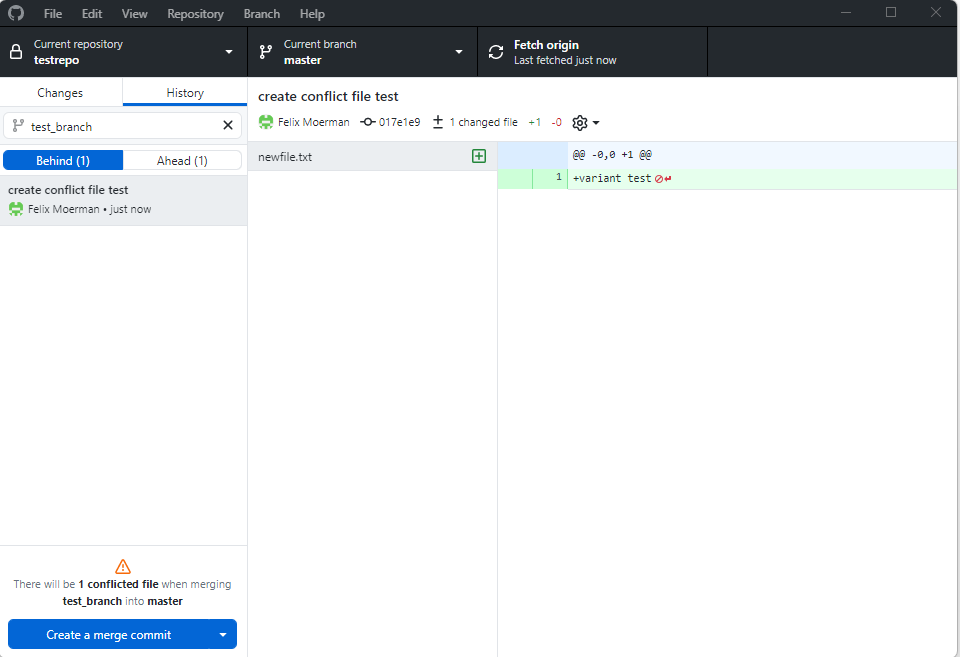 File Edit View Repository Branch Help
Current repository
testrepo
Current branch
master
Fetch origin
Last fetched just now
Changes
History
test_branch
Behind (1)
Ahead (1)
create conflict file test
Felix Moerman • just now
There will be 1 conflicted file when merging
test_branch into master
Create a merge commit
create conflict file test
Felix Moerman 017e1e9 1 changed file +1 -0
newfile.txt
@@ -0,0 +1 @@
1 +variant test